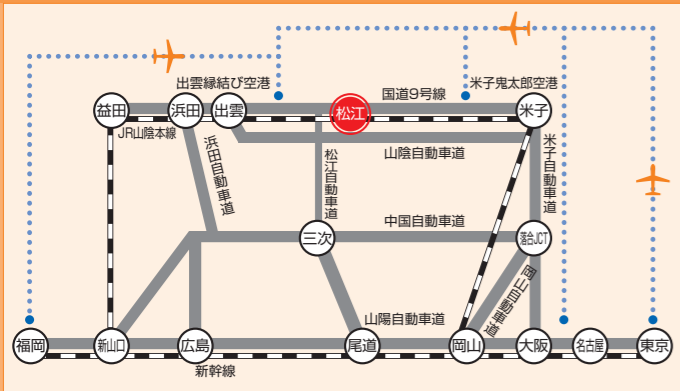 出雲縁結び空港
国道9号線
米子鬼太郎空港
益田
浜田
出雲
松江
米子
JR山陰本線
浜田自動車道
松江自動車道
山陰自動車道
米子自動車道
中国自動車道
三次
落合JCT
岡山自動車道
山陽自動車道
福岡
新山口
広島
尾道
岡山
大阪
名古屋
東京
新幹線